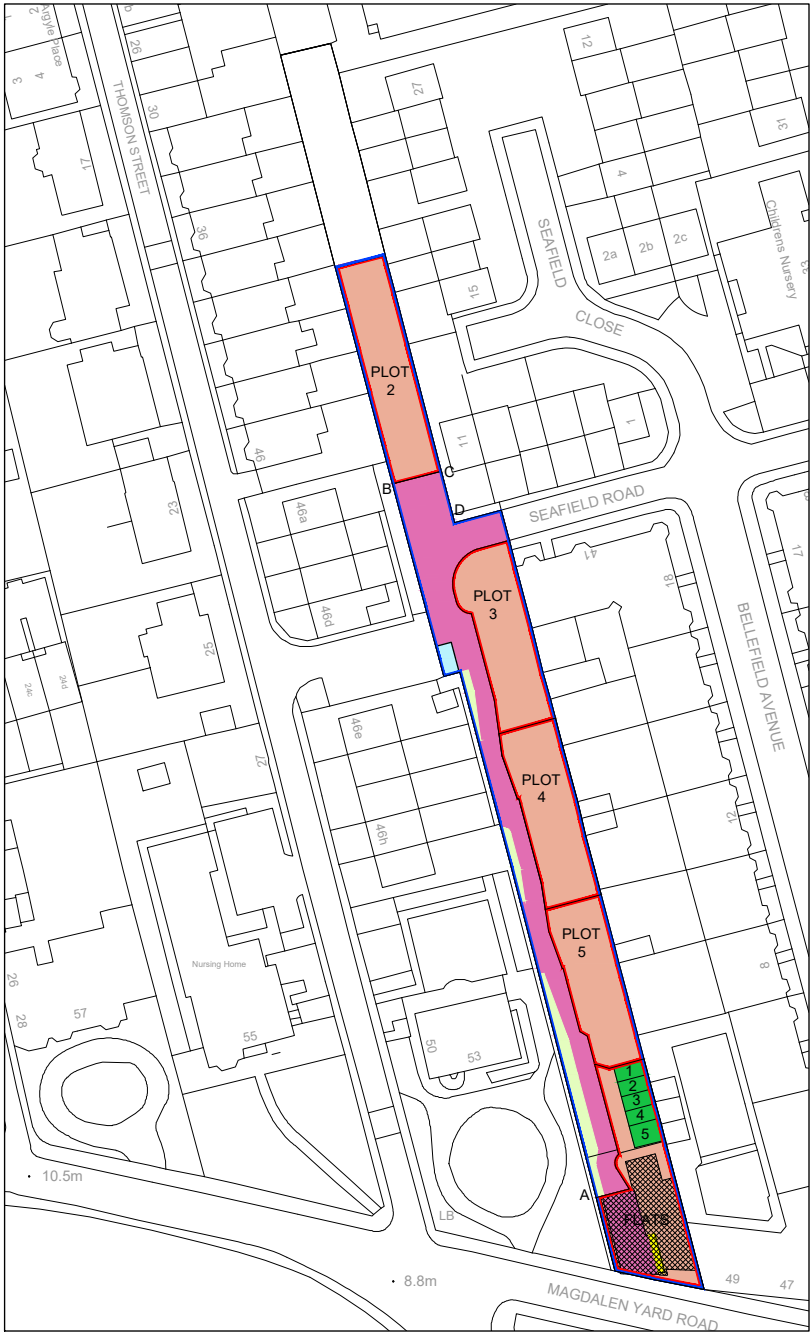 2
b
26
Argyle Place
3
4
12
27
THOMSON STREET
30
31
17
4
36
SEAFIELD
2a
2b
2c
Childrens Nursery
33
15
CLOSE
PLOT
2
11
1
46
C
B
46a
D
SEAFIELD ROAD
23
41
17
18
PLOT
3
46d
BELLEFIELD AVENUE
25
24c
24d
46e
27
PLOT
4
12
46h
PLOT
5
Nursing Home
8
26
28
57
55
50
53
1
2
3
4
5
10.5m
A
LB
FLATS
8.8m
49
47
MAGDALEN YARD ROAD